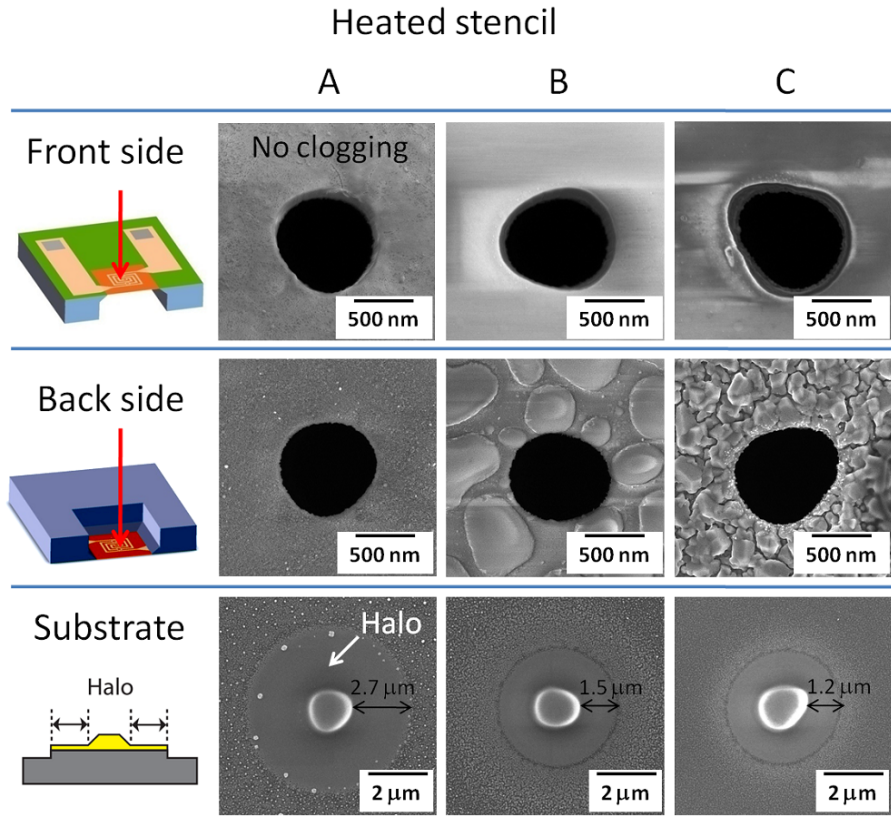 Heated stencil
A B C
Front side
No clogging
500 nm 500 nm 500 nm
Back side
500 nm 500 nm 500 nm
Substrate
Halo
Halo
2.7 μm 1.5 μm 1.2 μm
2 μm 2 μm 2 μm